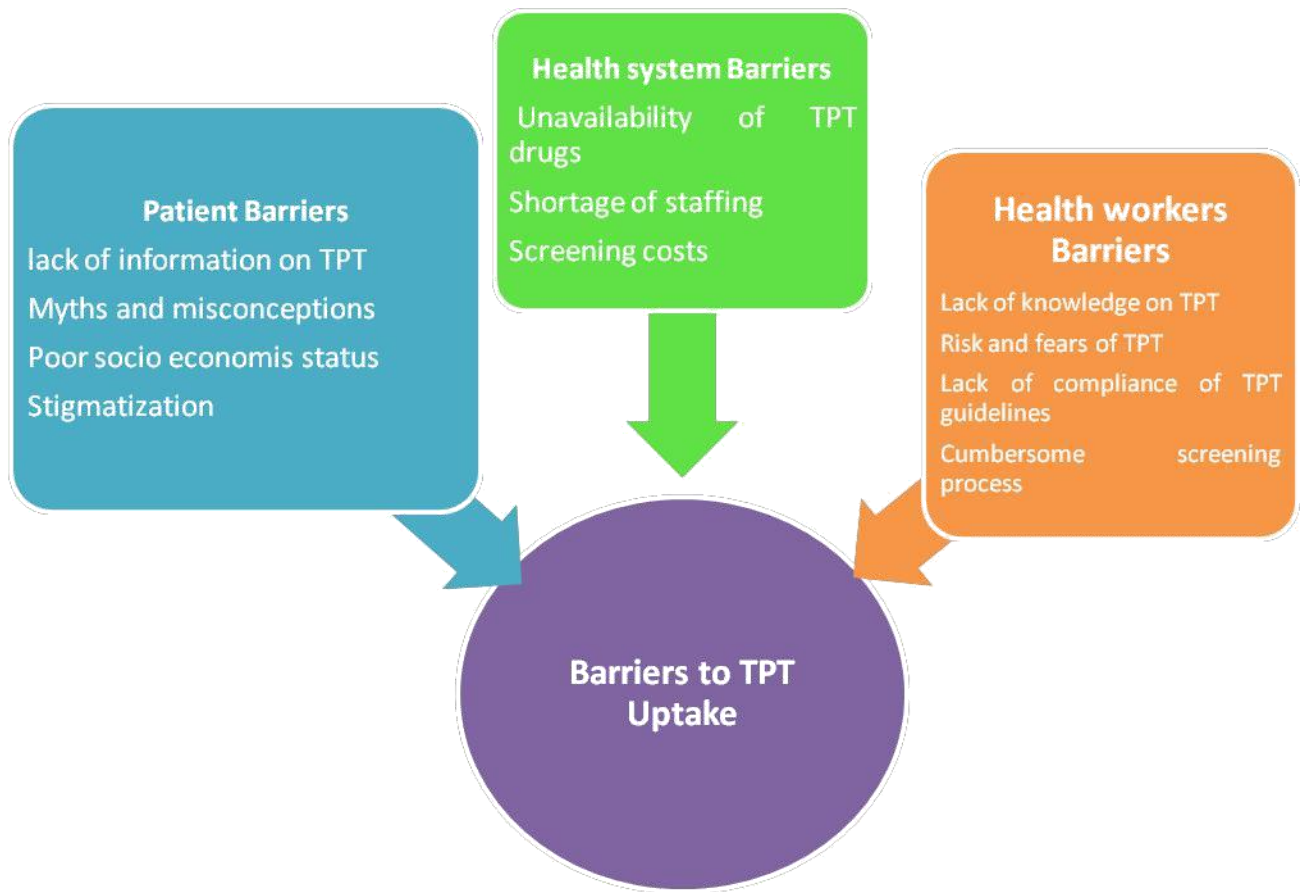 Patient Barriers
lack of information on TPT
Myths and misconceptions
Poor socio economis status
Stigmatization
Health system Barriers
Unavailability of TPT
drugs
Shortage of staffing
Screening costs
Health workers
Barriers
Lack of knowledge on TPT
Risk and fears of TPT
Lack of compliance of TPT
guidelines
Cumbersome screening
process
Barriers to TPT
Uptake